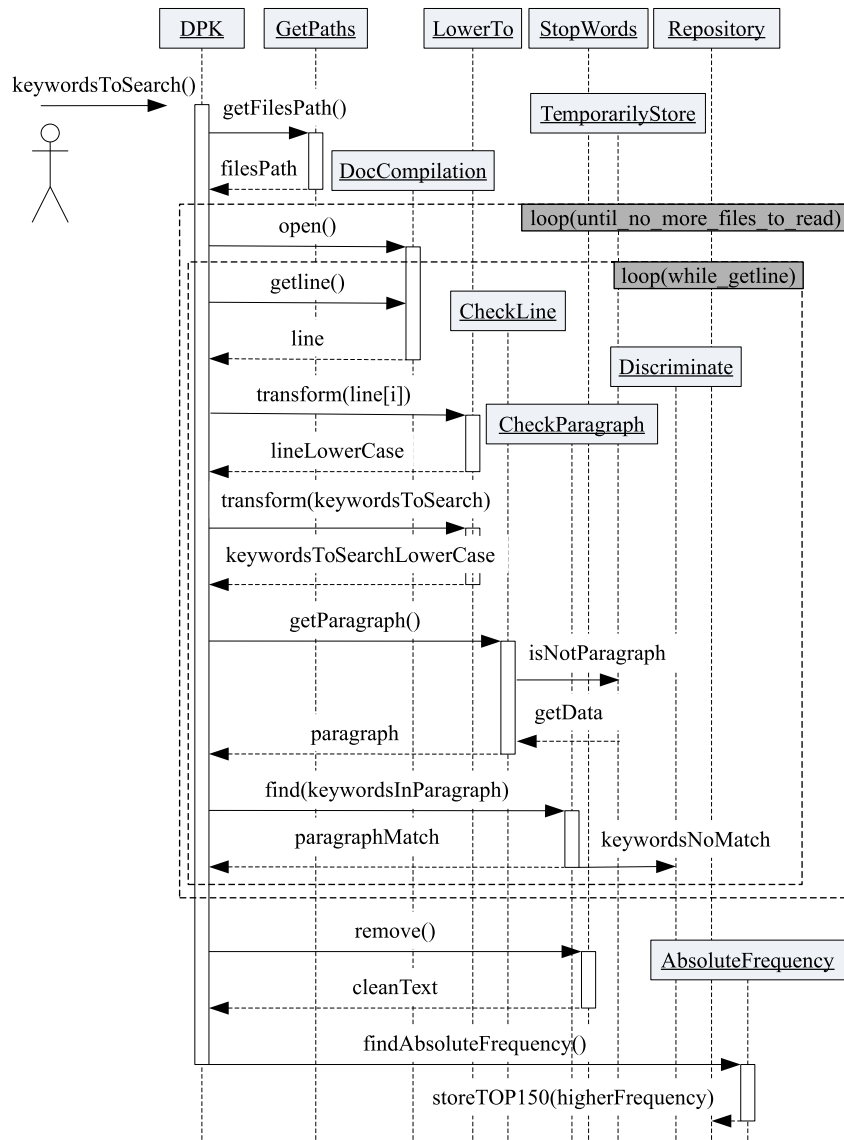 DPK
GetPaths
LowerTo
StopWords
Repository
keywordsToSearch()
getFilesPath()
TemporarilyStore
filesPath
DocCompilation
loop(until_no_more_files_to_read)
open()
loop(while_getline)
getline()
CheckLine
line
Discriminate
transform(line[i])
CheckParagraph
lineLowerCase
transform(keywordsToSearch)
keywordsToSearchLowerCase
getParagraph()
isNotParagraph
getData
paragraph
find(keywordsInParagraph)
paragraphMatch
keywordsNoMatch
remove()
AbsoluteFrequency
cleanText
findAbsoluteFrequency()
storeTOP150(higherFrequency)